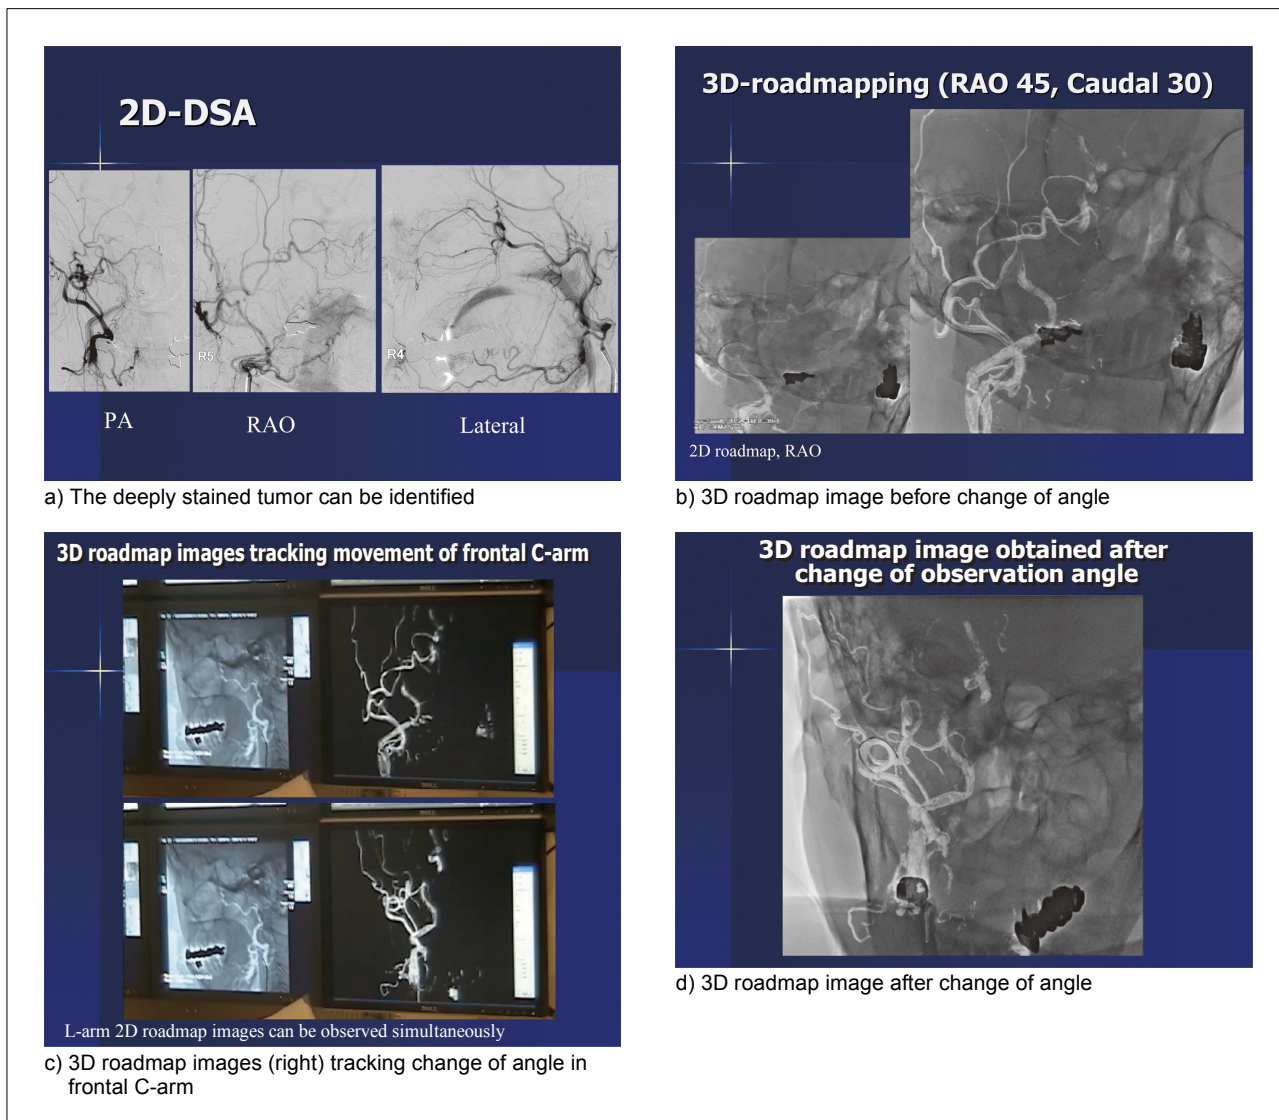 2D-DSA
R5
R4
PA
RAO
Lateral
a) The deeply stained tumor can be identified
3D-roadmapping (RAO 45, Caudal 30)
2D roadmap, RAO
b) 3D roadmap image before change of angle
3D roadmap images tracking movement of frontal C-arm
DELL
DELL
L-arm 2D roadmap images can be observed simultaneously
c) 3D roadmap images (right) tracking change of angle in
frontal C-arm
3D roadmap image obtained after
change of observation angle
d) 3D roadmap image after change of angle